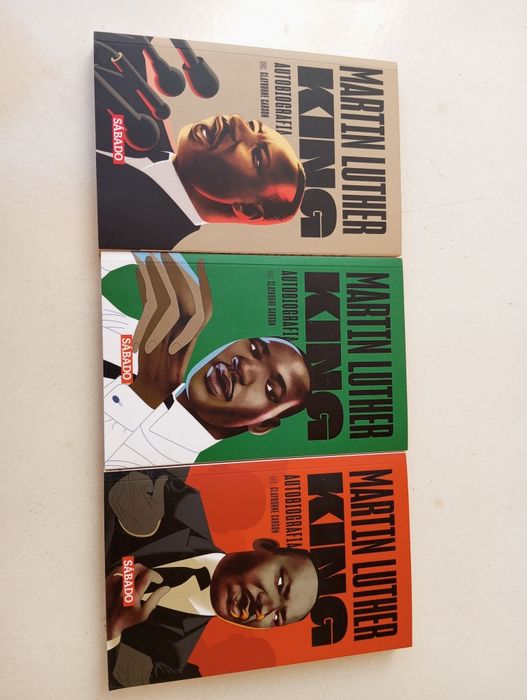 MARTIN LUTHER
KING
AUTOBIOGRAFIA
ORG. CLAYBORNE CARSON
SÁBADO
MARTIN LUTHER
KING
AUTOBIOGRAFIA
ORG. CLAYBORNE CARSON
SÁBADO
MARTIN LUTHER
KING
AUTOBIOGRAFIA
ORG. CLAYBORNE CARSON
SÁBADO